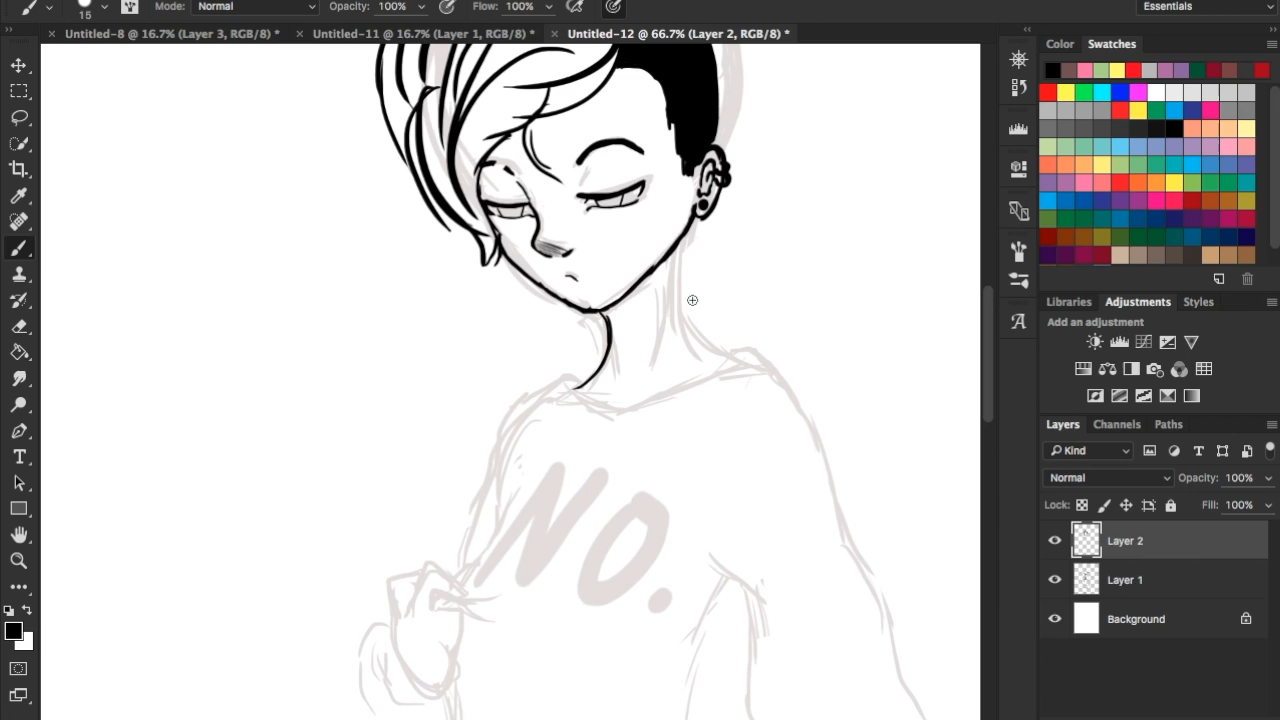 15 Mode: Normal Opacity: 100% Flow: 100% Essentials
Untitled-8 @ 16.7% (Layer 3, RGB/8) * Untitled-11 @ 16.7% (Layer 1, RGB/8) * Untitled-12 @ 66.7% (Layer 2, RGB/8) *
Color Swatches
Libraries Adjustments Styles
Add an adjustment
Layers Channels Paths
Kind
Normal Opacity: 100%
Lock: Fill: 100%
Layer 2
Layer 1
Background
NO.